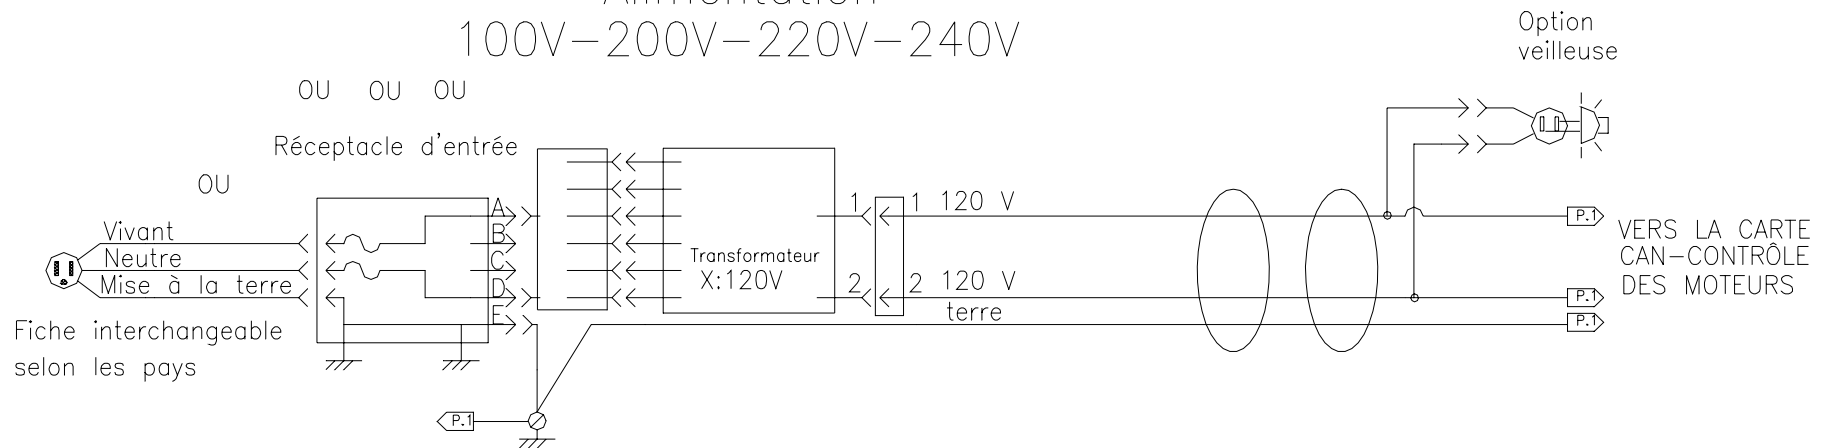 Alimentation
100V-200V-220V-240V
Option
veilleuse
OU OU OU
Réceptacle d'entrée
OU
Vivant
Neutre
Mise à la terre
Fiche interchangeable
selon les pays
A
B
C
D
E
Transformateur
X:120V
1
2
1 120 V
2 120 V
terre
P.1
P.1
P.1
VERS LA CARTE
CAN-CONTRÔLE
DES MOTEURS
P.1